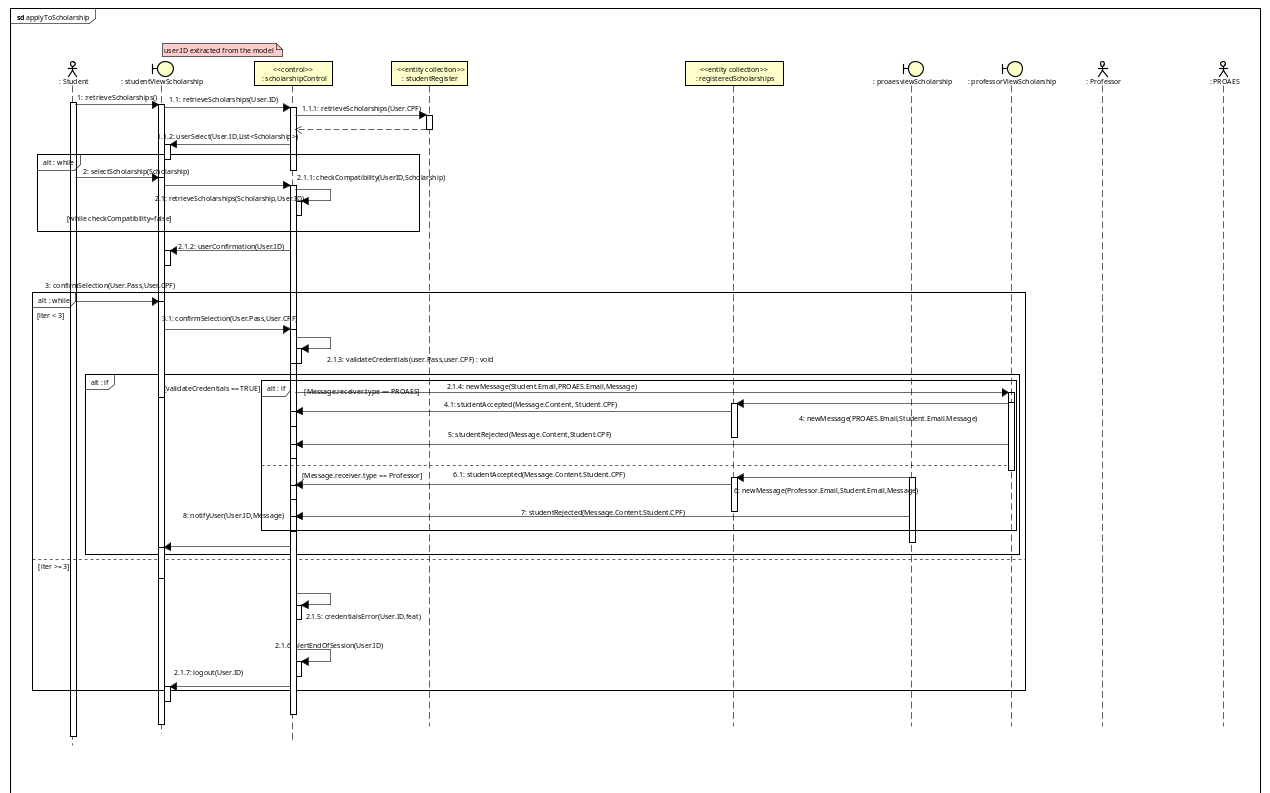 sd applyToScholarship
user.ID extracted from the model
: Student
: studentViewScholarship
<<control>>
: scholarshipControl
<<entity collection>>
: studentRegister
<<entity collection>>
: registeredScholarships
: proaesviewScholarship
: professorViewScholarship
: Professor
: PROAES
1: retrieveScholarships()
1.1: retrieveScholarships(User.ID)
1.1.1: retrieveScholarships(User.CPF)
1.1.2: userSelect(User.ID,List<Scholarship>)
alt : while
2: selectScholarship(Scholarship)
2.1.1: checkCompatibility(UserID,Scholarship)
2.1: retrieveScholarships(Scholarship,User.ID)
[while checkCompatibility=false]
2.1.2: userConfirmation(User.ID)
3: confirmSelection(User.Pass,User.CPF)
alt : while
[iter < 3]
3.1: confirmSelection(User.Pass,User.CPF)
2.1.3: validateCredentials(user.Pass,user.CPF) : void
alt : if
[validateCredentials == TRUE]
alt : if
[Message.receiver.type == PROAES]
2.1.4: newMessage(Student.Email,PROAES.Email,Message)
4.1: studentAccepted(Message.Content, Student.CPF)
4: newMessage(PROAES.Email,Student.Email.Message)
5: studentRejected(Message.Content,Student.CPF)
[Message.receiver.type == Professor]
6.1: studentAccepted(Message.Content.Student.CPF)
6: newMessage(Professor.Email,Student.Email,Message)
8: notifyUser(User.ID,Message)
7: studentRejected(Message.Content.Student.CPF)
[iter >=3]
2.1.5: credentialsError(User.ID,feat)
2.1.6: alertEndOfSession(User.ID)
2.1.7: logout(User.ID)